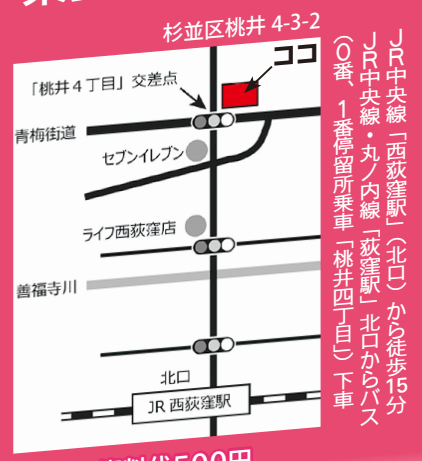 杉並区桃井 4-3-2
ココ
「桃井４丁目」交差点
青梅街道
セブンイレブン
ライフ西荻窪店
善福寺川
北口
JR 西荻窪駅
ＪＲ中央線「西荻窪駅」（北口）から徒歩15分
ＪＲ中央線・丸ノ内線「荻窪駅」北口からバス
（０番、１番停留所乗車「桃井四丁目」）下車